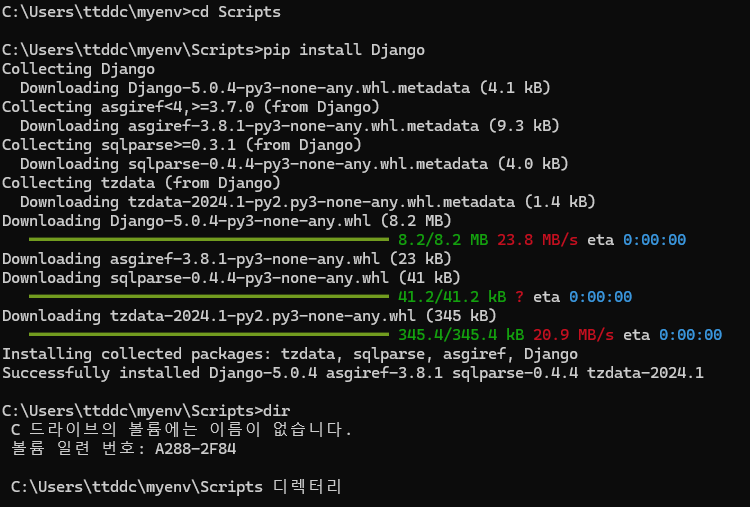 C:\Users\ttddc\myenv>cd Scripts
C:\Users\ttddc\myenv\Scripts>pip install Django
Collecting Django
  Downloading Django-5.0.4-py3-none-any.whl.metadata (4.1 kB)
Collecting asgiref<4,>=3.7.0 (from Django)
  Downloading asgiref-3.8.1-py3-none-any.whl.metadata (9.3 kB)
Collecting sqlparse>=0.3.1 (from Django)
  Downloading sqlparse-0.4.4-py3-none-any.whl.metadata (4.0 kB)
Collecting tzdata (from Django)
  Downloading tzdata-2024.1-py2.py3-none-any.whl.metadata (1.4 kB)
Downloading Django-5.0.4-py3-none-any.whl (8.2 MB)
8.2/8.2 MB 23.8 MB/s eta 0:00:00
Downloading asgiref-3.8.1-py3-none-any.whl (23 kB)
Downloading sqlparse-0.4.4-py3-none-any.whl (41 kB)
41.2/41.2 kB ? eta 0:00:00
Downloading tzdata-2024.1-py2.py3-none-any.whl (345 kB)
345.4/345.4 kB 20.9 MB/s eta 0:00:00
Installing collected packages: tzdata, sqlparse, asgiref, Django
Successfully installed Django-5.0.4 asgiref-3.8.1 sqlparse-0.4.4 tzdata-2024.1
C:\Users\ttddc\myenv\Scripts>dir
 C 드라이브의 볼륨에는 이름이 없습니다.
 볼륨 일련 번호: A288-2F84
 C:\Users\ttddc\myenv\Scripts 디렉터리